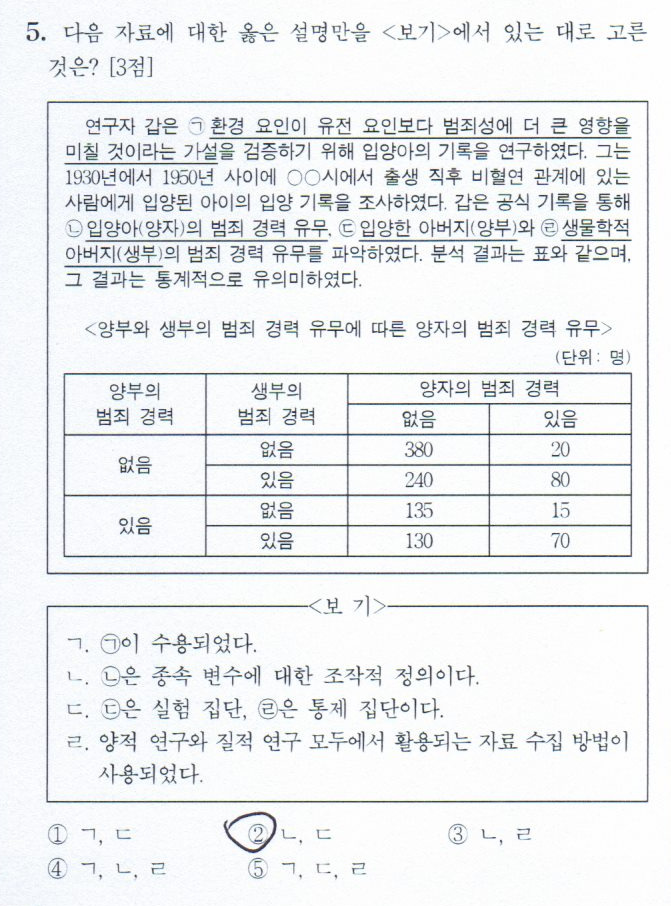 5. 다음 자료에 대한 옳은 설명만을 <보기>에서 있는 대로 고른
것은? [3점]
연구자 갑은 ㉠환경 요인이 유전 요인보다 범죄성에 더 큰 영향을
미칠 것이라는 가설을 검증하기 위해 입양아의 기록을 연구하였다. 그는
1930년에서 1950년 사이에 ○○시에서 출생 직후 비혈연 관계에 있는
사람에게 입양된 아이의 입양 기록을 조사하였다. 갑은 공식 기록을 통해
㉡입양아(양자)의 범죄 경력 유무, ㉢입양한 아버지(양부)와 ㉣생물학적
아버지(생부)의 범죄 경력 유무를 파악하였다. 분석 결과는 표와 같으며,
그 결과는 통계적으로 유의미하였다.
<양부와 생부의 범죄 경력 유무에 따른 양자의 범죄 경력 유무>
(단위: 명)
양부의 범죄 경력 생부의 범죄 경력 양자의 범죄 경력
없음 있음
없음 없음 380 20
있음 240 80
있음 없음 135 15
있음 130 70
<보 기>
ㄱ. ㉠이 수용되었다.
ㄴ. ㉡은 종속 변수에 대한 조작적 정의이다.
ㄷ. ㉢은 실험 집단, ㉣은 통제 집단이다.
ㄹ. 양적 연구와 질적 연구 모두에서 활용되는 자료 수집 방법이
사용되었다.
① ㄱ, ㄷ ② ㄴ, ㄷ ③ ㄴ, ㄹ
④ ㄱ, ㄴ, ㄹ ⑤ ㄱ, ㄷ, ㄹ